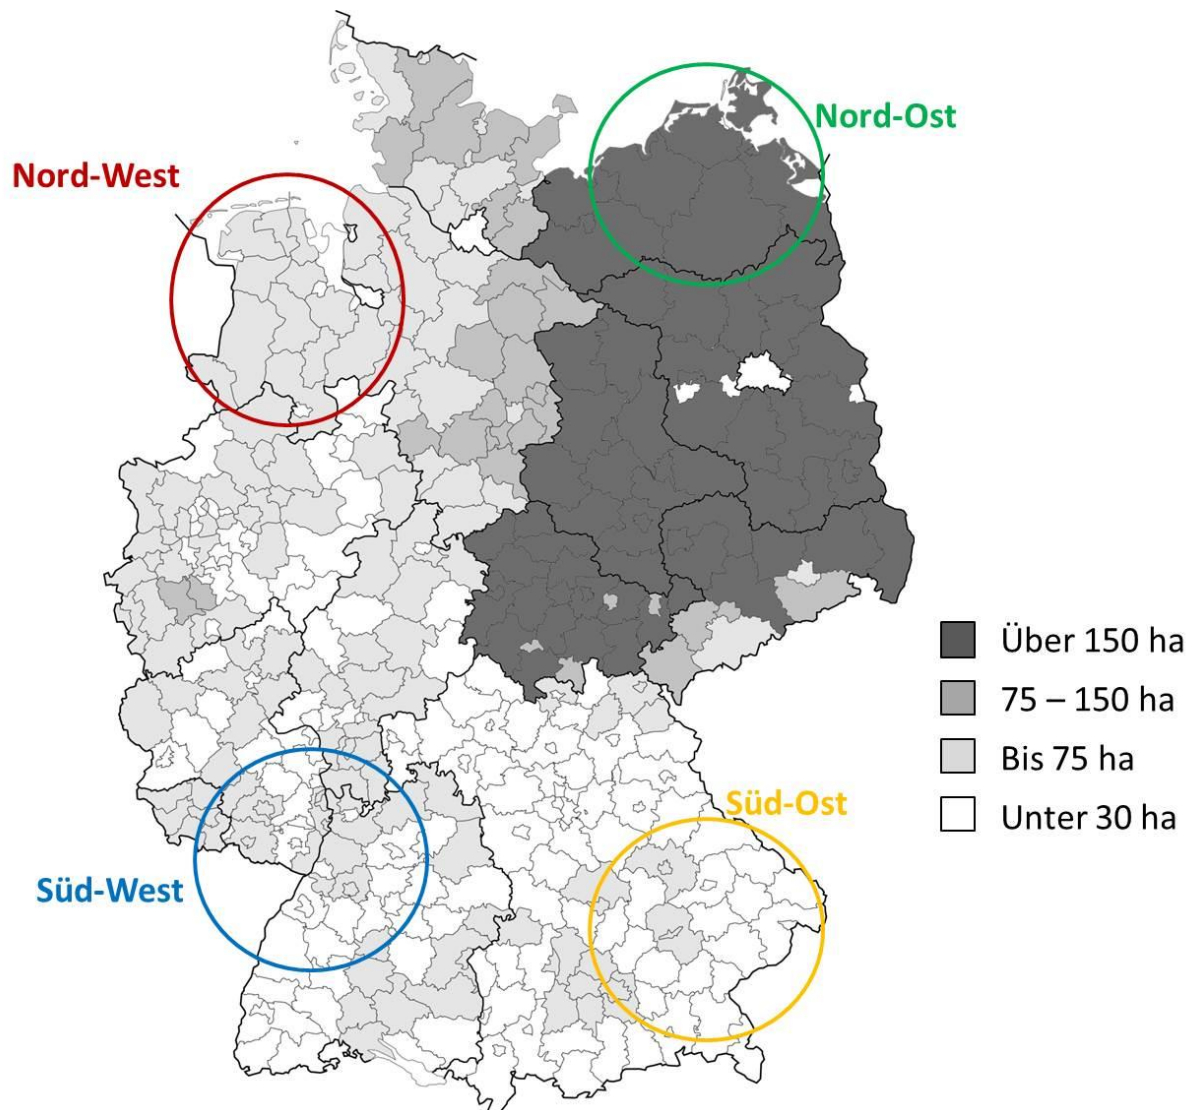 Nord-Ost
Nord-West
Über 150 ha
75 – 150 ha
Bis 75 ha
Süd-Ost
Unter 30 ha
Süd-West